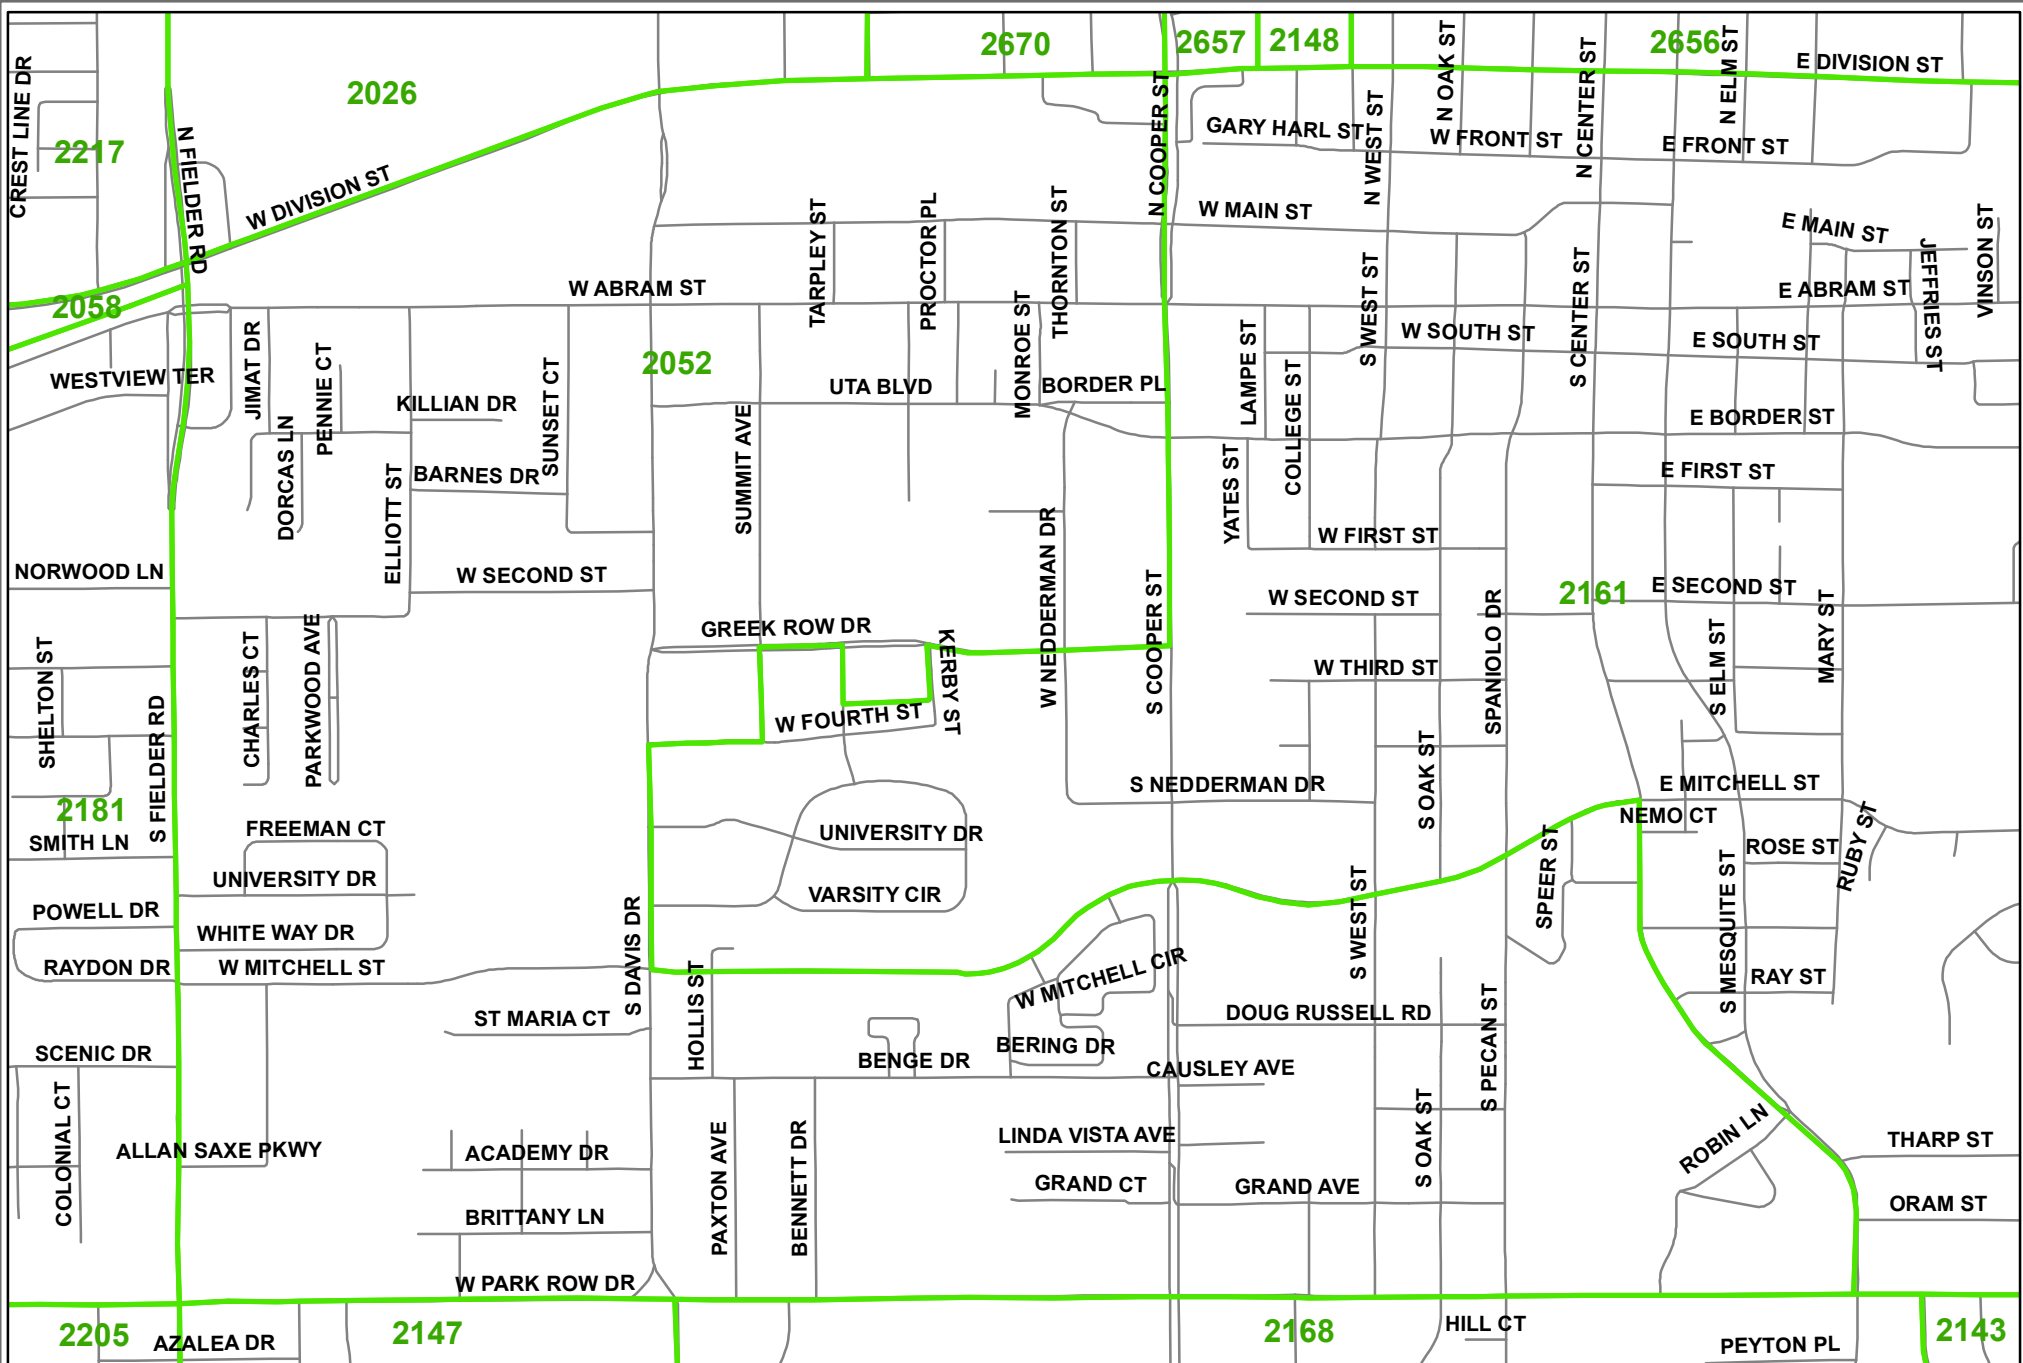 2670
2657
2148
2656
E DIVISION ST
2026
CREST LINE DR
2217
N FIELDER RD
W DIVISION ST
N COOPER ST
GARY HARL ST
N WEST ST
N OAK ST
W FRONT ST
N CENTER ST
N ELM ST
E FRONT ST
W MAIN ST
E MAIN ST
TARPLEY ST
PROCTOR PL
THORNTON ST
MONROE ST
JEFFRIES ST
VINSON ST
2058
W ABRAM ST
E ABRAM ST
WESTVIEW TER
JIMAT DR
PENNIE CT
DORCAS LN
KILLIAN DR
SUNSET CT
2052
UTA BLVD
BORDER PL
LAMPE ST
COLLEGE ST
S WEST ST
W SOUTH ST
S CENTER ST
E SOUTH ST
E BORDER ST
SUMMIT AVE
BARNES DR
ELLIOTT ST
YATES ST
E FIRST ST
W FIRST ST
NORWOOD LN
W SECOND ST
W NEDDERMAN DR
S COOPER ST
W SECOND ST
2161
E SECOND ST
SHELTON ST
CHARLES CT
PARKWOOD AVE
GREEK ROW DR
KERBY ST
W FOURTH ST
W THIRD ST
SPANIOLO DR
S ELM ST
MARY ST
S FIELDER RD
S NEDDERMAN DR
S OAK ST
E MITCHELL ST
NEMO CT
2181
SMITH LN
FREEMAN CT
UNIVERSITY DR
ROSE ST
RUBY ST
SPEER ST
UNIVERSITY DR
VARSITY CIR
POWELL DR
WHITE WAY DR
RAYDON DR
W MITCHELL ST
S DAVIS DR
HOLLIS ST
W MITCHELL CIR
S WEST ST
S MESQUITE ST
RAY ST
ST MARIA CT
DOUG RUSSELL RD
S PECAN ST
SCENIC DR
BENGE DR
BERING DR
CAUSLEY AVE
COLONIAL CT
ALLAN SAXE PKWY
ACADEMY DR
PAXTON AVE
BENNETT DR
LINDA VISTA AVE
S OAK ST
ROBIN LN
THARP ST
GRAND CT
GRAND AVE
BRITTANY LN
ORAM ST
W PARK ROW DR
2205
AZALEA DR
2147
2168
HILL CT
PEYTON PL
2143